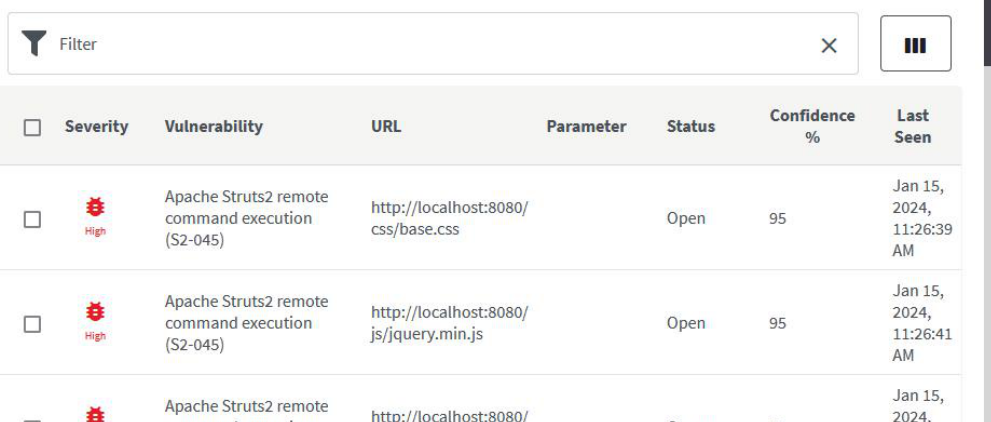 Filter
Severity Vulnerability URL Parameter Status Confidence % Last Seen
High
Apache Struts2 remote
command execution
(S2-045)
http://localhost:8080/
css/base.css
Open
95
Jan 15,
2024,
11:26:39
AM
High
Apache Struts2 remote
command execution
(S2-045)
http://localhost:8080/
js/jquery.min.js
Open
95
Jan 15,
2024,
11:26:41
AM
Apache Struts2 remote
http://localhost:8080/
Jan 15,
2024,